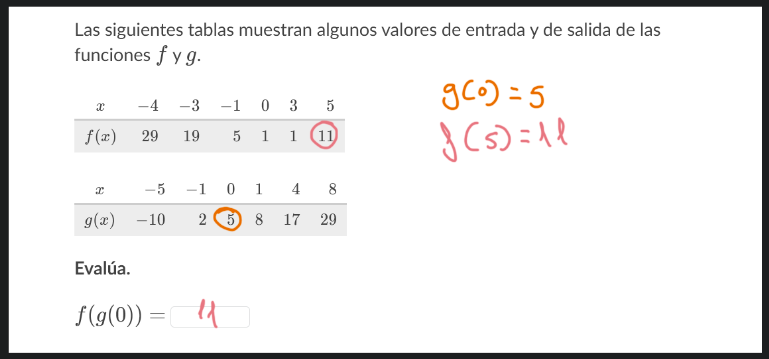 Las siguientes tablas muestran algunos valores de entrada y de salida de las
funciones f y g.
g(0) = 5
f(5) = 11
x −4 −3 −1 0 3 5
f(x) 29 19 5 1 1 11
x −5 −1 0 1 4 8
g(x) −10 2 5 8 17 29
Evalúa.
f(g(0)) = 11